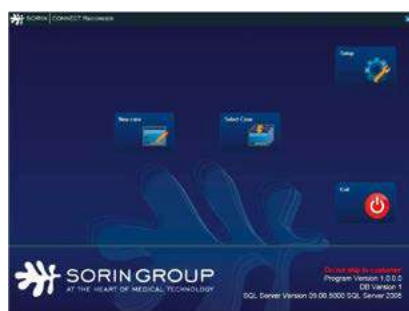 SORIN CONNECT Recorder
Setup
New case
Select Case
Exit
SORIN GROUP
AT THE HEART OF MEDICAL TECHNOLOGY
Do not ship to customer
Program Version 1.0.0.0
DB Version 1
SQL Server Version 09.00.5000 SQL Server 2005